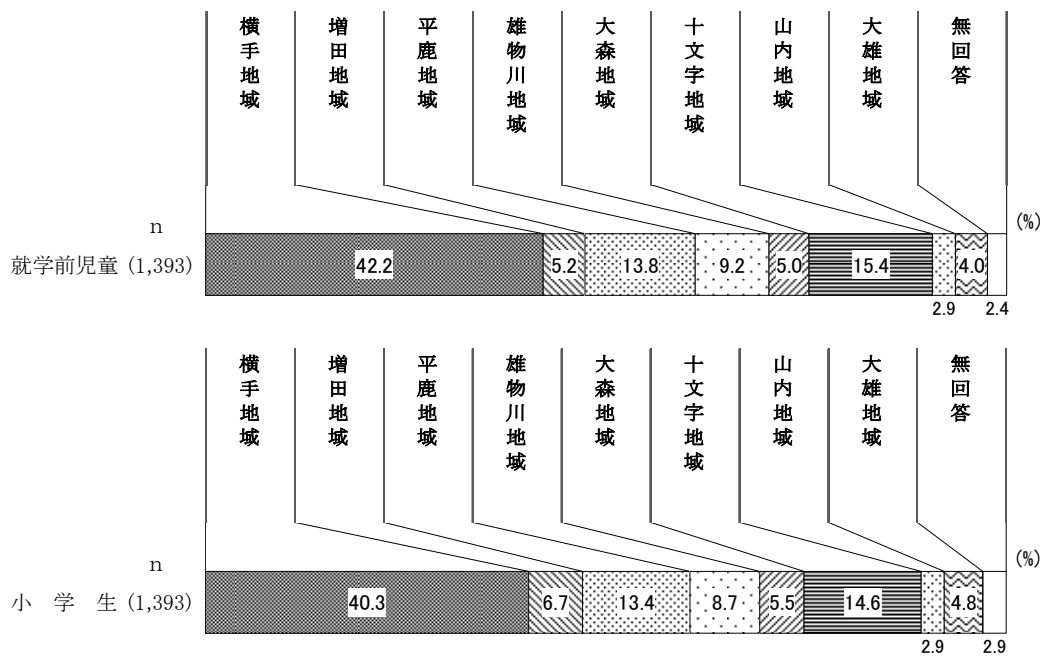 横手地域
増田地域
平鹿地域
雄物川地域
大森地域
十文字地域
山内地域
大雄地域
無回答
(%)
n
就学前児童 (1,393)
42.2
5.2
13.8
9.2
5.0
15.4
4.0
2.9
2.4
横手地域
増田地域
平鹿地域
雄物川地域
大森地域
十文字地域
山内地域
大雄地域
無回答
(%)
n
小 学 生 (1,393)
40.3
6.7
13.4
8.7
5.5
14.6
4.8
2.9
2.9